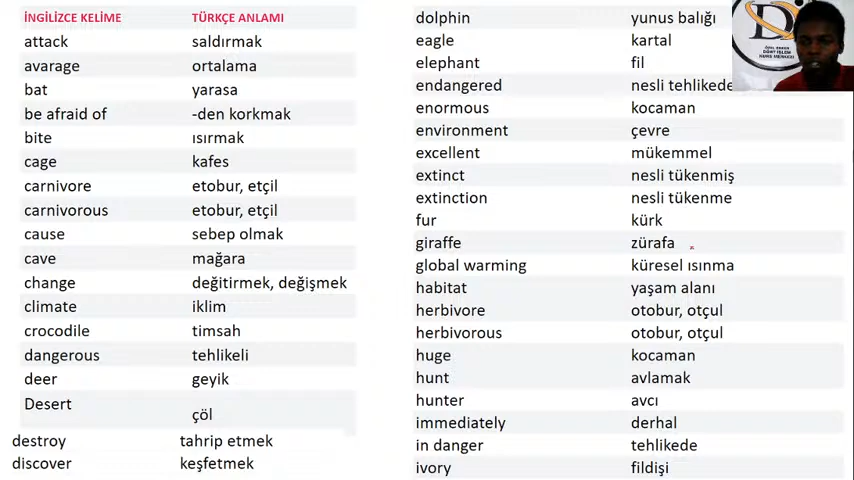 İNGİLİZCE KELİME TÜRKÇE ANLAMI
attack saldırmak
avarage ortalama
bat yarasa
be afraid of -den korkmak
bite ısırmak
cage kafes
carnivore etobur, etçil
carnivorous etobur, etçil
cause sebep olmak
cave mağara
change değitirmek, değişmek
climate iklim
crocodile timsah
dangerous tehlikeli
deer geyik
Desert çöl
destroy tahrip etmek
discover keşfetmek
dolphin yunus balığı
eagle kartal
elephant fil
endangered nesli tehlikede
enormous kocaman
environment çevre
excellent mükemmel
extinct nesli tükenmiş
extinction nesli tükenme
fur kürk
giraffe zürafa
global warming küresel ısınma
habitat yaşam alanı
herbivore otobur, otçul
herbivorous otobur, otçul
huge kocaman
hunt avlamak
hunter avcı
immediately derhal
in danger tehlikede
ivory fildişi
DÖRT İŞLEM
KURS MERKEZİ